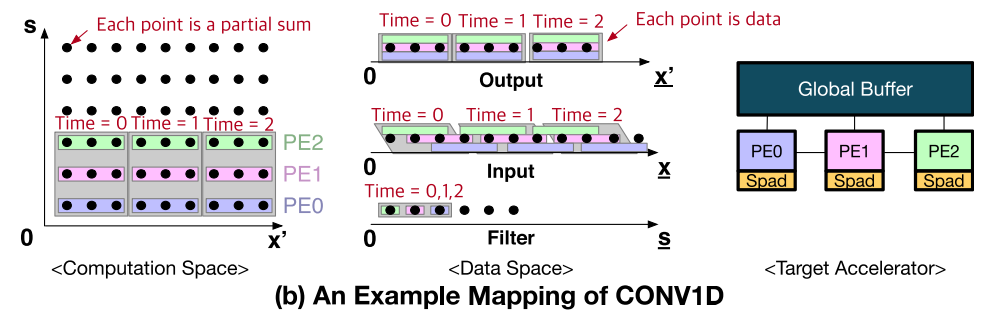 s
Each point is a partial sum
Time = 0
Time = 1
Time = 2
PE2
PE1
PE0
0
x'
<Computation Space>
Time = 0
Time = 1
Time = 2
Each point is data
0
Output
x'
Time = 0
Time = 1
Time = 2
0
Input
x
Time = 0,1,2
0
Filter
s
<Data Space>
Global Buffer
PE0
PE1
PE2
Spad
Spad
Spad
<Target Accelerator>
(b) An Example Mapping of CONV1D